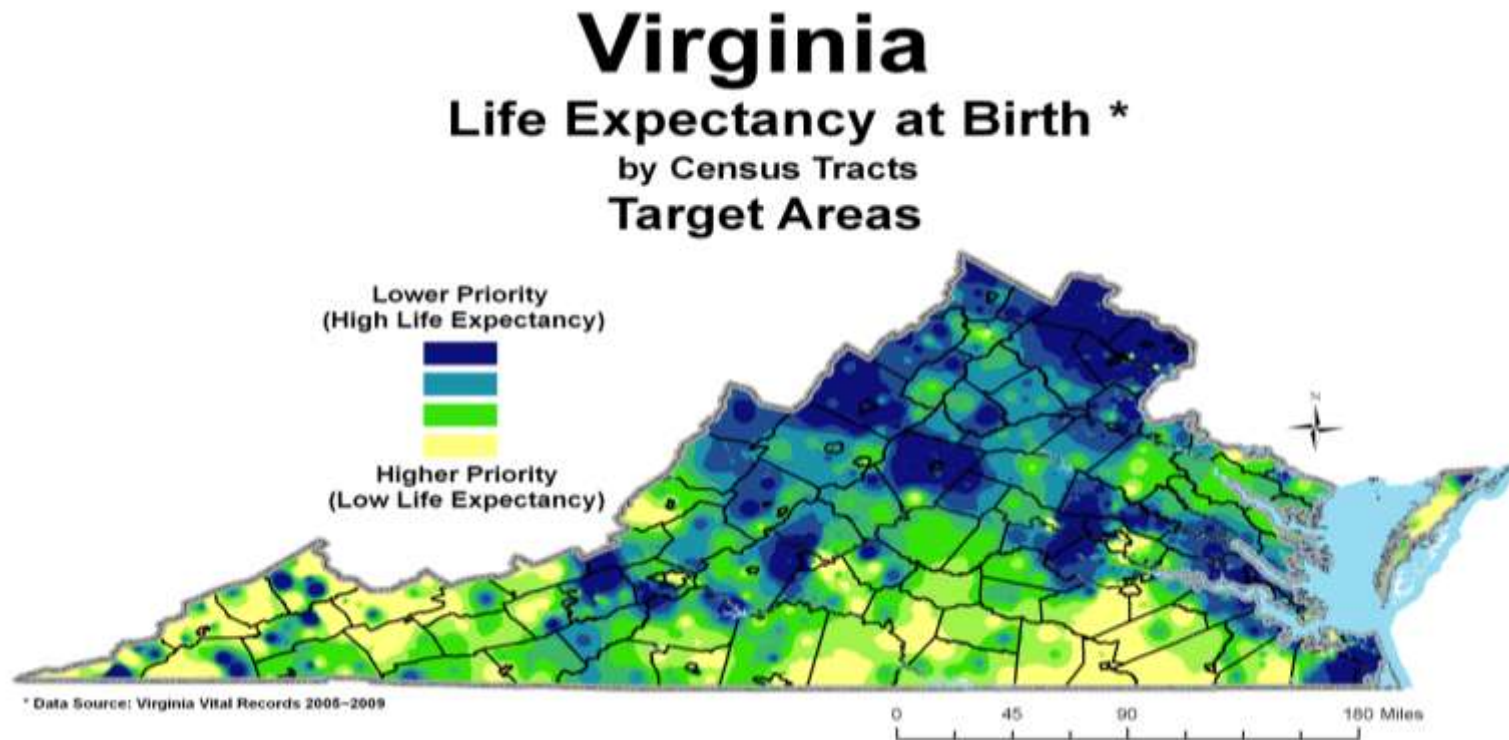 Virginia
Life Expectancy at Birth *
by Census Tracts
Target Areas
Lower Priority
(High Life Expectancy)
Higher Priority
(Low Life Expectancy)
N
* Data Source: Virginia Vital Records 2005-2009
0 45 90 180 Miles